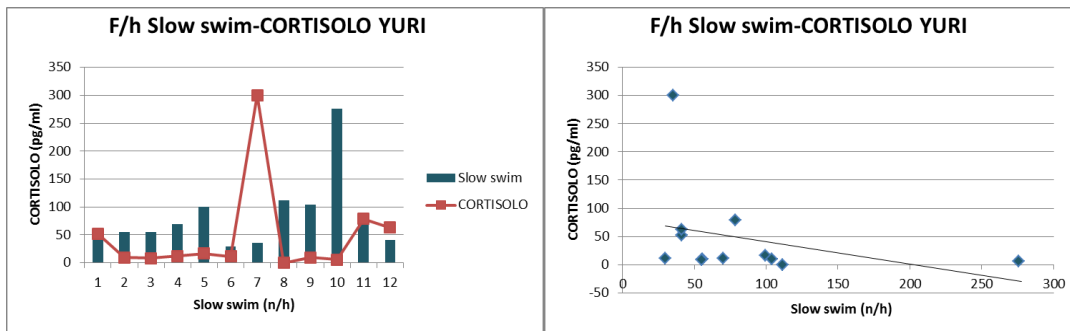 F/h Slow swim-CORTISOLO YURI
CORTISOLO (pg/ml)
350
300
250
200
150
100
50
0
1 2 3 4 5 6 7 8 9 10 11 12
Slow swim (n/h)
Slow swim
CORTISOLO
F/h Slow swim-CORTISOLO YURI
CORTISOLO (pg/ml)
350
300
250
200
150
100
50
0
-50
0 50 100 150 200 250 300
Slow swim (n/h)